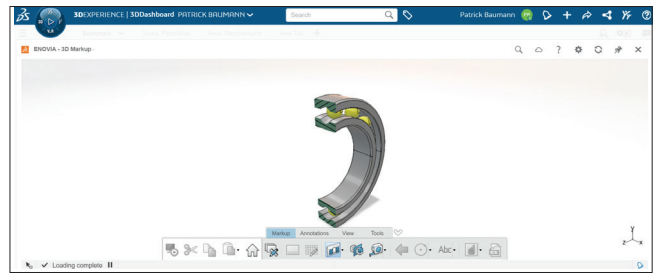 3DEXPERIENCE | 3DDashboard PATRICK BAUMANN
Search
Patrick Baumann
V.R
ENOVIA - 3D Markup
Markup Annotations View Tools
Abc
y
z x
Loading complete